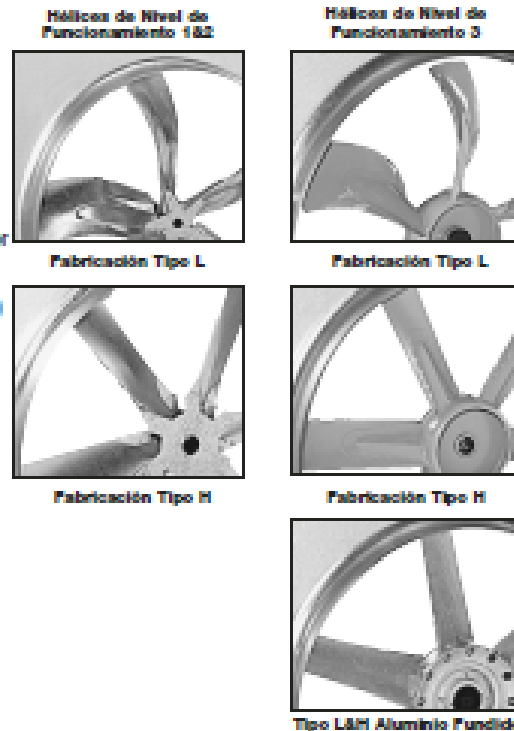 Hélices de Nivel de
Funcionamiento 1&2
Hélices de Nivel de
Funcionamiento 3
Fabricación Tipo L
Fabricación Tipo L
Fabricación Tipo H
Fabricación Tipo H
Tipo L&H Aluminio Fundido